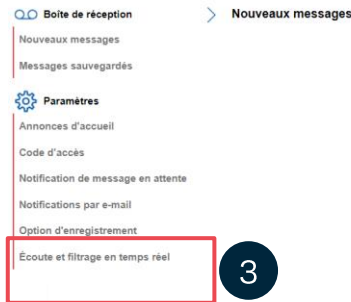 Boîte de réception
Nouveaux messages
Nouveaux messages
Messages sauvegardés
Paramètres
Annonces d'accueil
Code d'accès
Notification de message en attente
Notifications par e-mail
Option d'enregistrement
Écoute et filtrage en temps réel
3